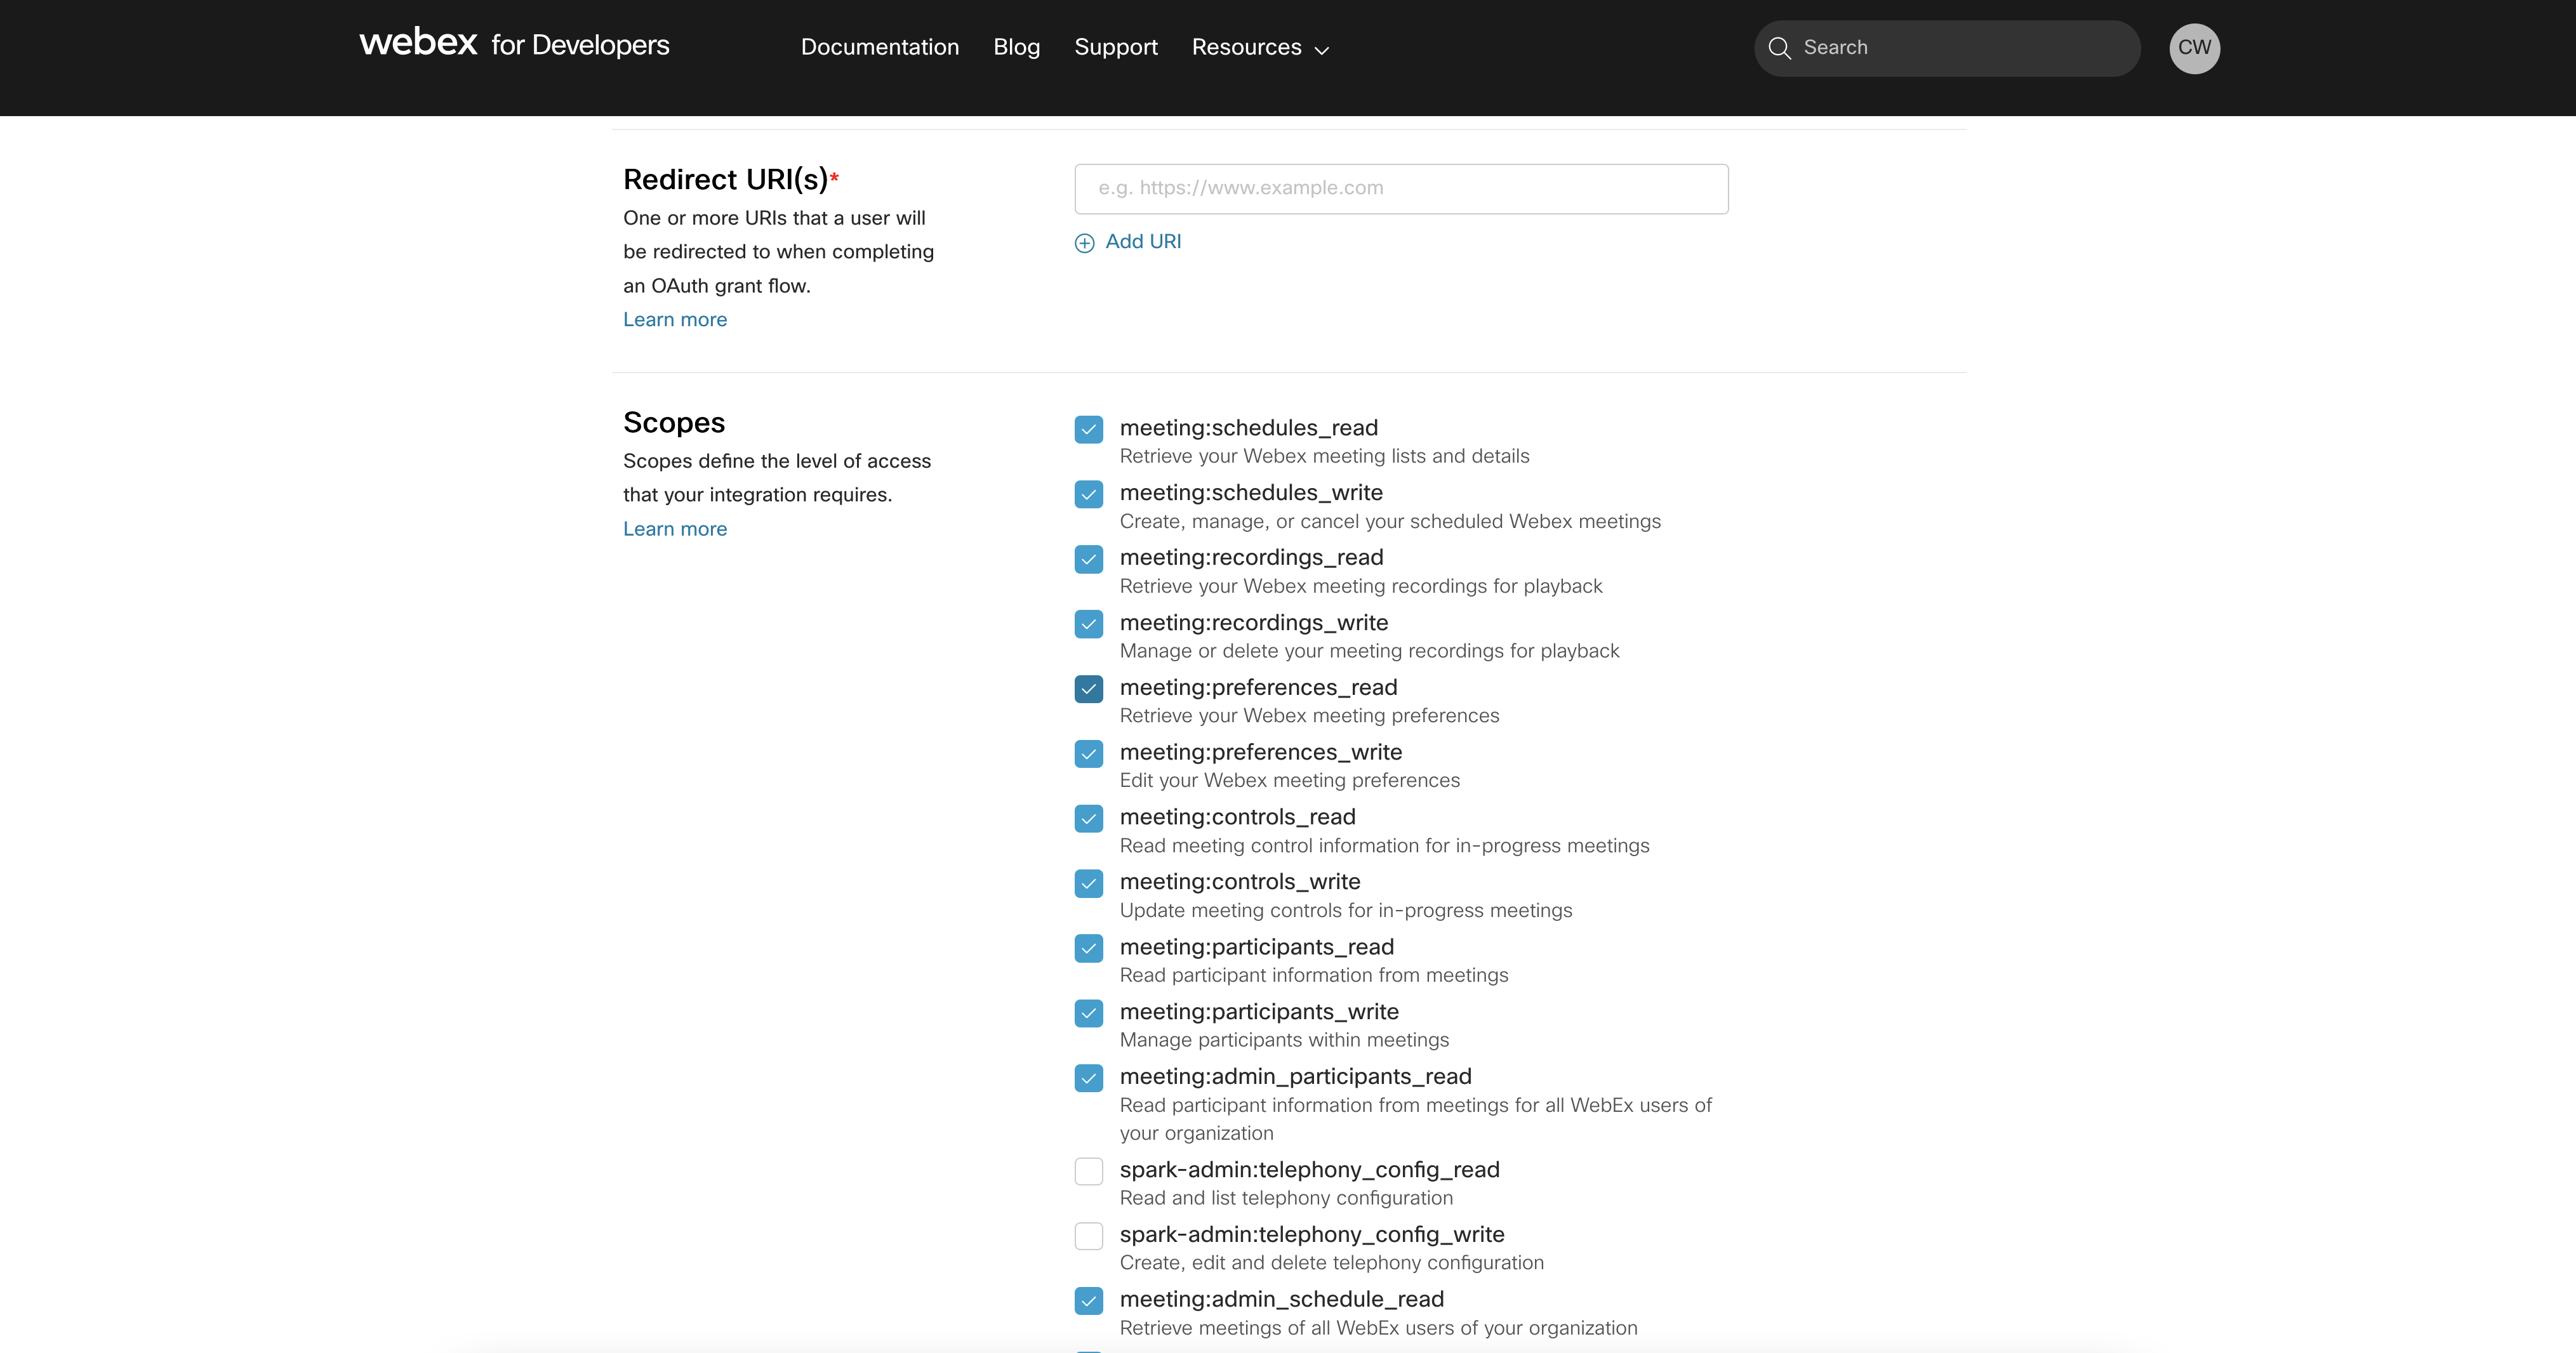 webex for Developers
Documentation
Blog
Support
Resources
Search
CW
Redirect URI(s)*
One or more URIs that a user will
be redirected to when completing
an OAuth grant flow.
Learn more
e.g. https://www.example.com
Add URI
Scopes
Scopes define the level of access
that your integration requires.
Learn more
meeting:schedules_read
Retrieve your Webex meeting lists and details
meeting:schedules_write
Create, manage, or cancel your scheduled Webex meetings
meeting:recordings_read
Retrieve your Webex meeting recordings for playback
meeting:recordings_write
Manage or delete your meeting recordings for playback
meeting:preferences_read
Retrieve your Webex meeting preferences
meeting:preferences_write
Edit your Webex meeting preferences
meeting:controls_read
Read meeting control information for in-progress meetings
meeting:controls_write
Update meeting controls for in-progress meetings
meeting:participants_read
Read participant information from meetings
meeting:participants_write
Manage participants within meetings
meeting:admin_participants_read
Read participant information from meetings for all WebEx users of
your organization
spark-admin:telephony_config_read
Read and list telephony configuration
spark-admin:telephony_config_write
Create, edit and delete telephony configuration
meeting:admin_schedule_read
Retrieve meetings of all WebEx users of your organization